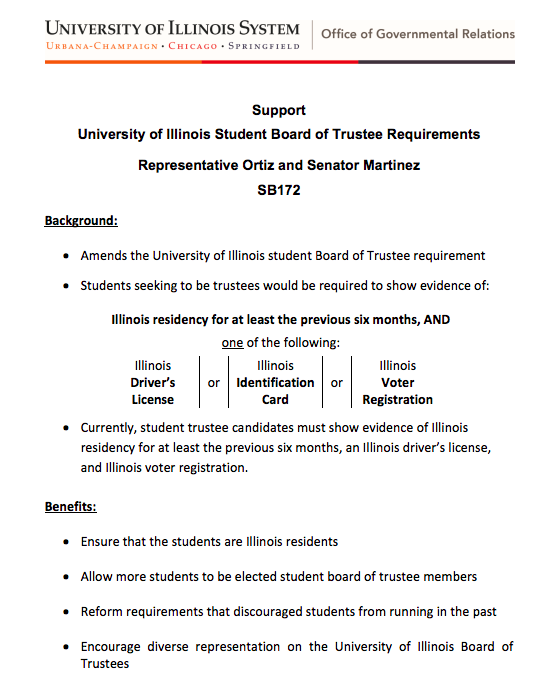 UNIVERSITY OF ILLINOIS SYSTEM
URBANA-CHAMPAIGN • CHICAGO • SPRINGFIELD
Office of Governmental Relations
Support
University of Illinois Student Board of Trustee Requirements
Representative Ortiz and Senator Martinez
SB172
Background:
• Amends the University of Illinois student Board of Trustee requirement
• Students seeking to be trustees would be required to show evidence of:
Illinois residency for at least the previous six months, AND
one of the following:
Illinois Driver's License
or
Illinois Identification Card
or
Illinois Voter Registration
• Currently, student trustee candidates must show evidence of Illinois
residency for at least the previous six months, an Illinois driver's license,
and Illinois voter registration.
Benefits:
• Ensure that the students are Illinois residents
• Allow more students to be elected student board of trustee members
• Reform requirements that discouraged students from running in the past
• Encourage diverse representation on the University of Illinois Board of
Trustees